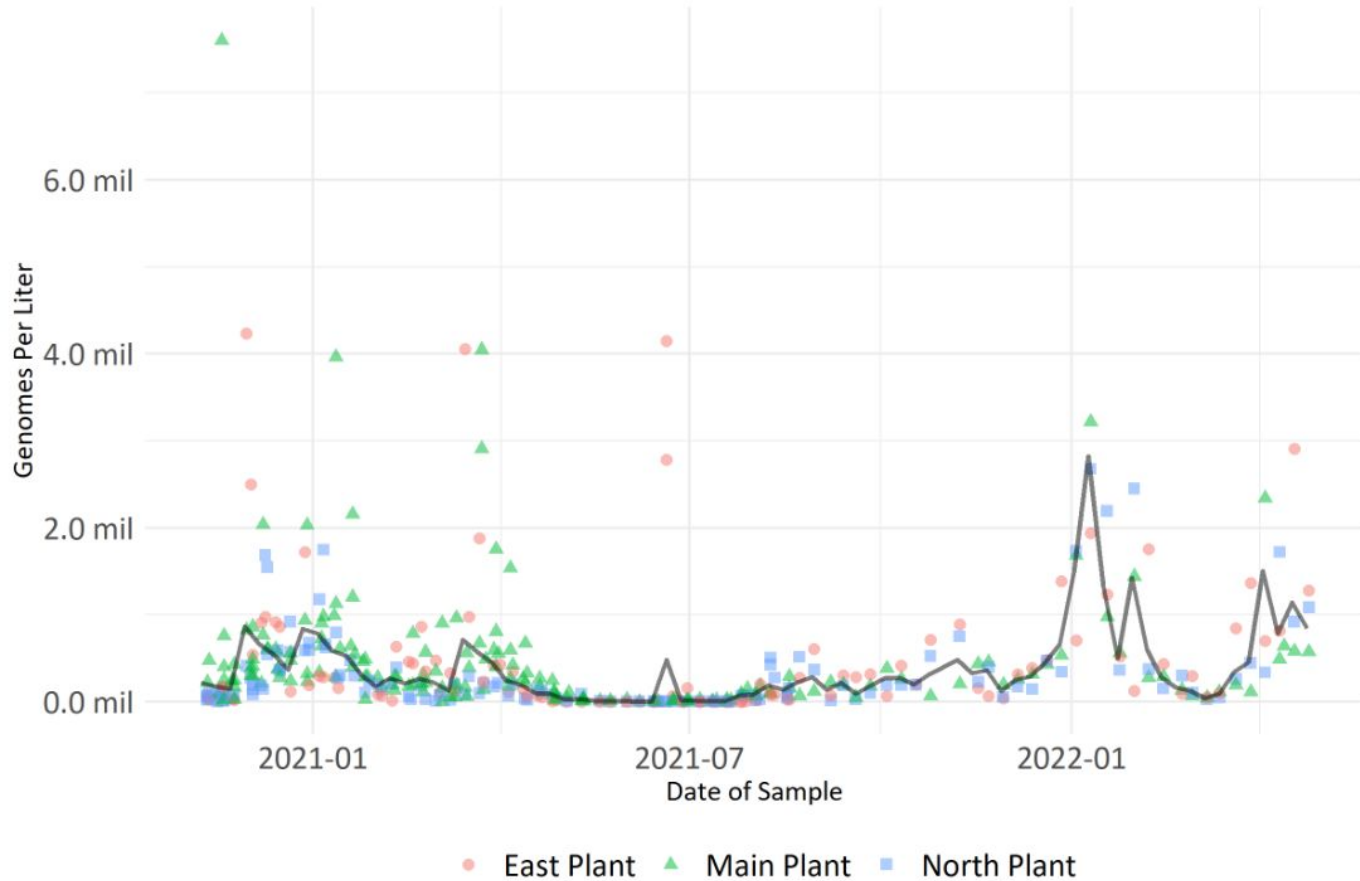 6.0 mil
4.0 mil
2.0 mil
0.0 mil
Genomes Per Liter
2021-01 2021-07 2022-01
Date of Sample
East Plant Main Plant North Plant